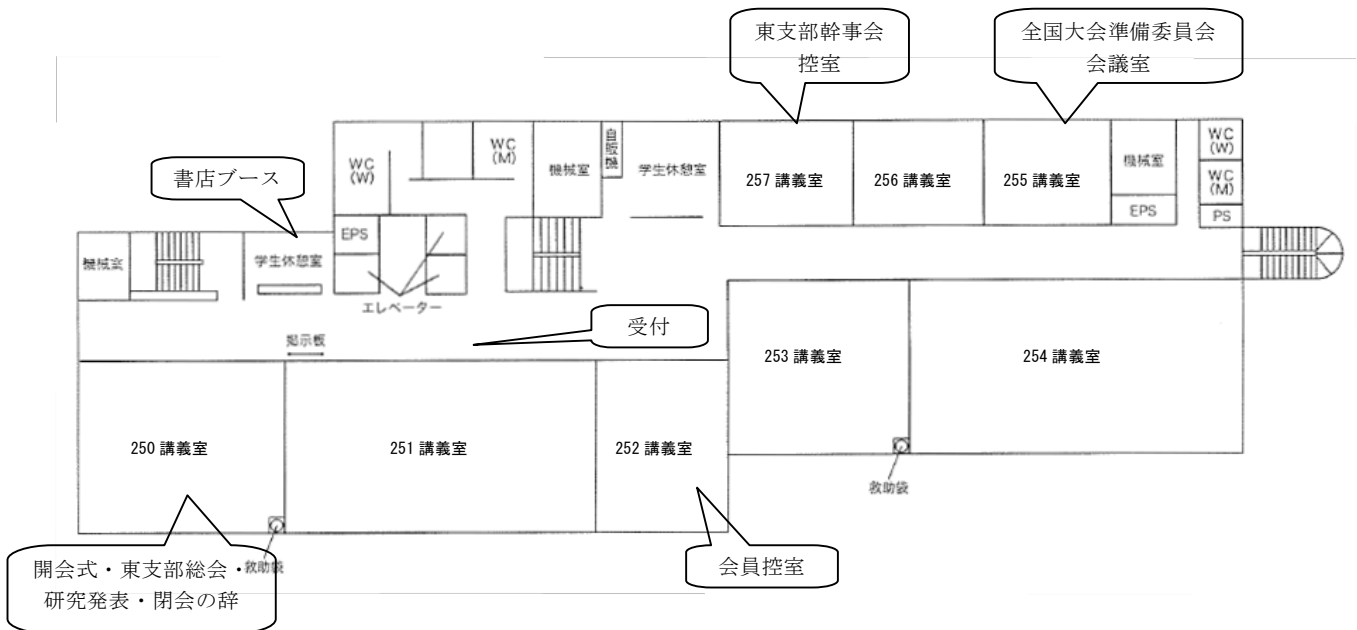 東支部幹事会
控室
全国大会準備委員会
会議室
書店ブース
WC
(W)
WC
(M)
機械室
自販機
学生休憩室
257 講義室
256 講義室
255 講義室
機械室
EPS
WC
(W)
WC
(M)
PS
機械室
学生休憩室
EPS
エレベーター
掲示板
受付
253 講義室
254 講義室
250 講義室
251 講義室
252 講義室
救助袋
救助袋
開会式・東支部総会・
研究発表・閉会の辞
会員控室